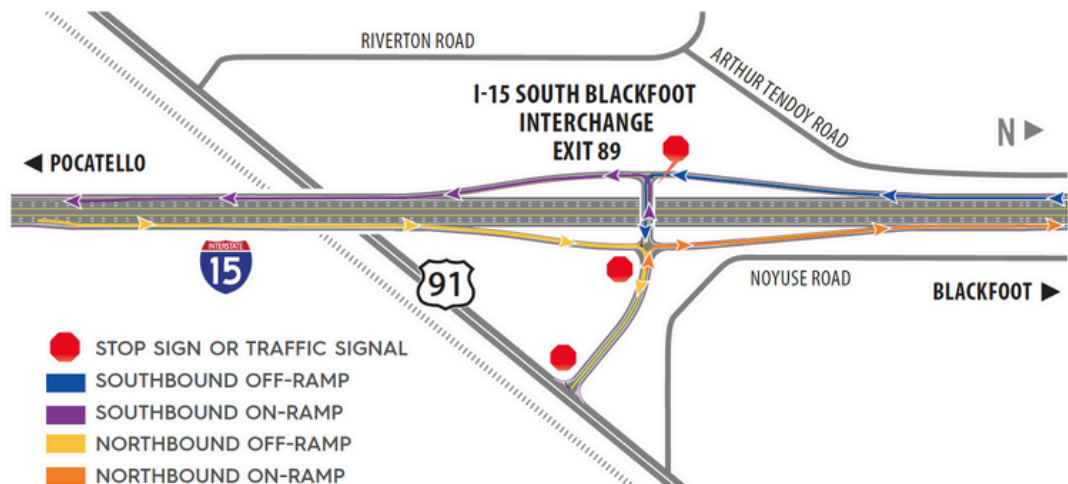 RIVERTON ROAD
ARTHUR TENDOY ROAD
I-15 SOUTH BLACKFOOT
INTERCHANGE
EXIT 89
N
POCATELLO
INTERSTATE
15
91
NOYUSE ROAD
BLACKFOOT
STOP SIGN OR TRAFFIC SIGNAL
SOUTHBOUND OFF-RAMP
SOUTHBOUND ON-RAMP
NORTHBOUND OFF-RAMP
NORTHBOUND ON-RAMP